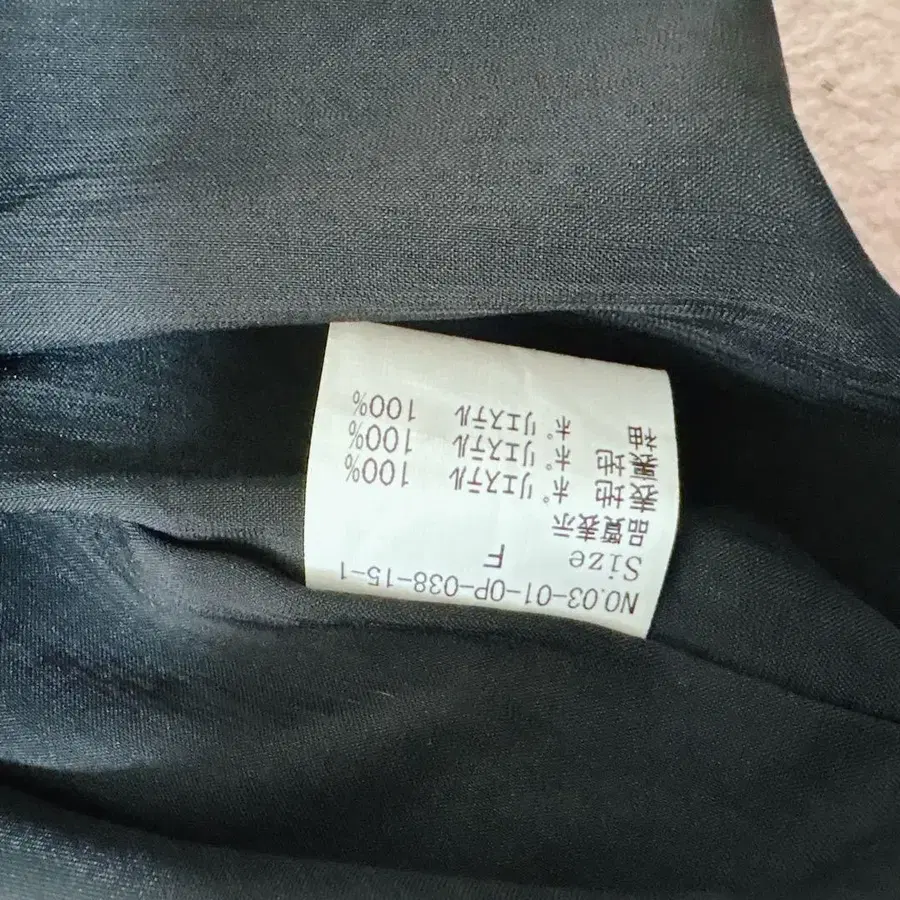 NO.03-01-OP-038-15-1
Size F
品質表示
表地 ポリエステル 100%
裏地 ポリエステル 100%
袖 ポリエステル 100%